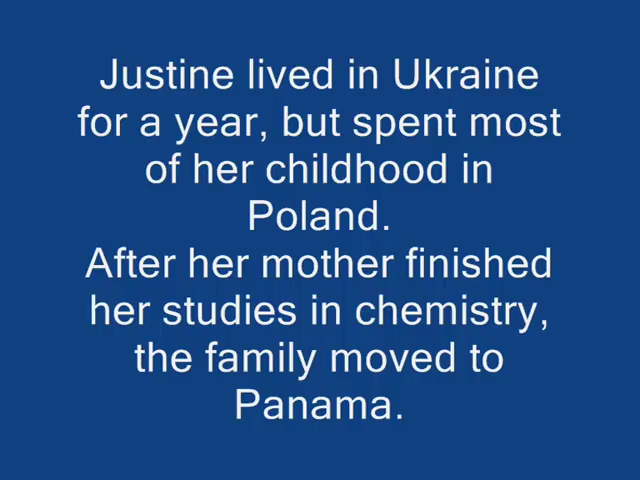 Justine lived in Ukraine
for a year, but spent most
of her childhood in
Poland.
After her mother finished
her studies in chemistry,
the family moved to
Panama.